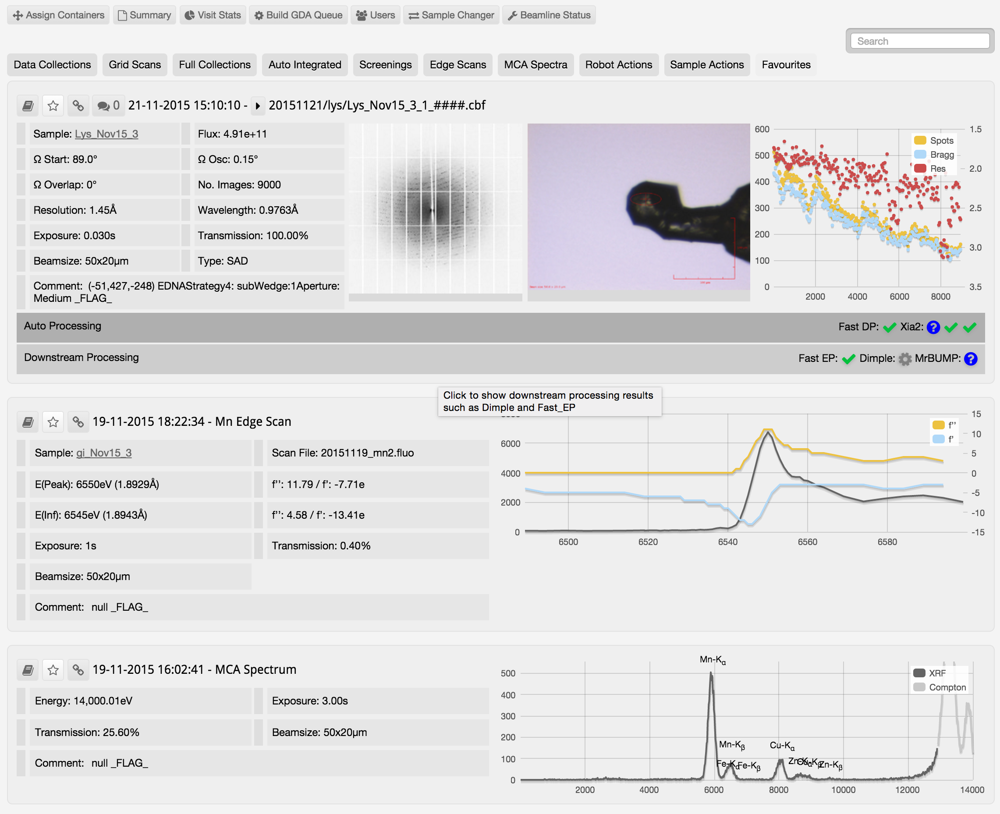 Assign Containers Summary Visit Stats Build GDA Queue Users Sample Changer Beamline Status
Search
Data Collections Grid Scans Full Collections Auto Integrated Screenings Edge Scans MCA Spectra Robot Actions Sample Actions Favourites
0 21-11-2015 15:10:10 - 20151121/lys/Lys_Nov15_3_1_####.cbf
Sample: Lys_Nov15_3 Flux: 4.91e+11
Ω Start: 89.0° Ω Osc: 0.15°
Ω Overlap: 0° No. Images: 9000
Resolution: 1.45Å Wavelength: 0.9763Å
Exposure: 0.030s Transmission: 100.00%
Beamsize: 50x20µm Type: SAD
Comment: (-51,427,-248) EDNAStrategy4: subWedge:1Aperture:
Medium _FLAG_
600 1.5
Spots
500 Bragg
Res 2.0
400
300 2.5
200
3.0
100
0 3.5
2000 4000 6000 8000
Auto Processing Fast DP: Xia2: ?
Downstream Processing Fast EP: Dimple: MrBUMP: ?
Click to show downstream processing results
such as Dimple and Fast_EP
19-11-2015 18:22:34 - Mn Edge Scan
Sample: gi_Nov15_3 Scan File: 20151119_mn2.fluo
E(Peak): 6550eV (1.8929Å) f’’: 11.79 / f’: -7.71e
E(Inf): 6545eV (1.8943Å) f’’: 4.58 / f’: -13.41e
Exposure: 1s Transmission: 0.40%
Beamsize: 50x20µm
Comment: null _FLAG_
15
f’’
10
f’
6000
5
4000 0
-5
2000
-10
0 -15
6500 6520 6540 6560 6580
19-11-2015 16:02:41 - MCA Spectrum
Energy: 14,000.01eV Exposure: 3.00s
Transmission: 25.60% Beamsize: 50x20µm
Comment: null _FLAG_
Mn-Kα
500 XRF
Compton
400
300
200
Mn-Kβ Cu-Kα
100
Fe-Kα Fe-Kβ Zn-Kα Cu-Kβ Zn-Kβ
0
2000 4000 6000 8000 10000 12000 14000